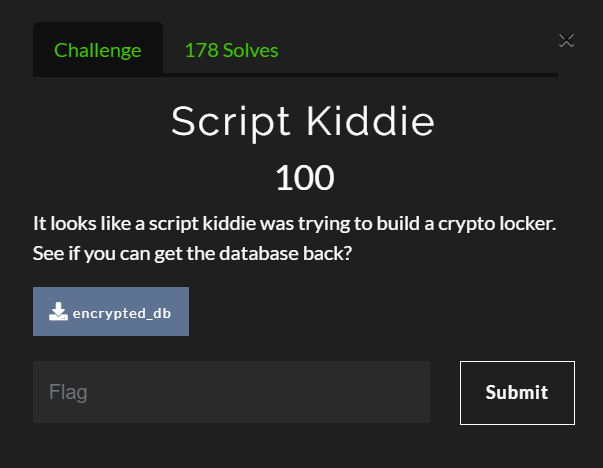 Challenge
178 Solves
Script Kiddie
100
It looks like a script kiddie was trying to build a crypto locker.
See if you can get the database back?
encrypted_db
Flag
Submit